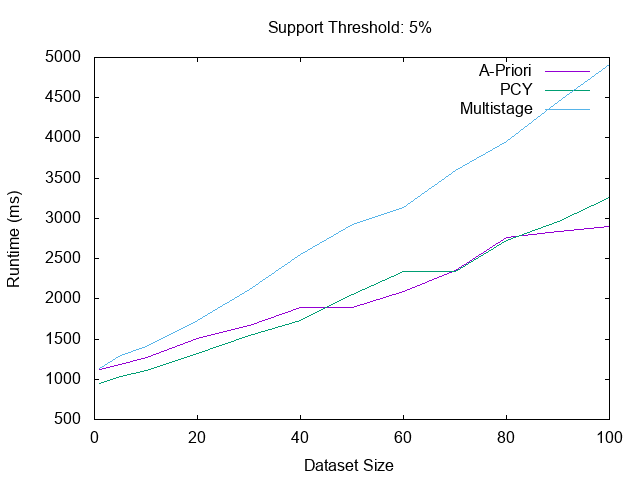 Support Threshold: 5%
5000
4500
4000
3500
3000
2500
2000
1500
1000
500
A-Priori
PCY
Multistage
Runtime (ms)
0 20 40 60 80 100
Dataset Size